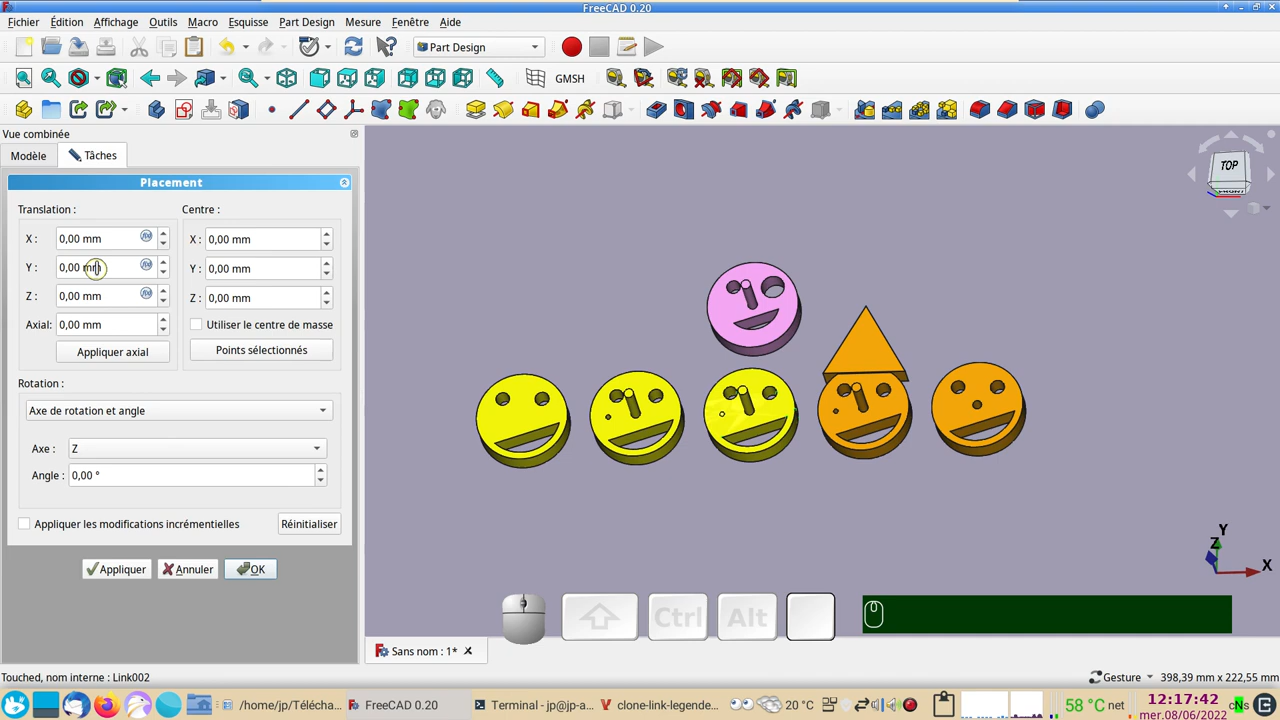 FreeCAD 0.20
Fichier Édition Affichage Outils Macro Esquisse Part Design Mesure Fenêtre Aide
Part Design
GMSH
Vue combinée
Modèle Tâches
Placement
Translation : Centre :
X : 0,00 mm X : 0,00 mm
Y : 0,00 mm Y : 0,00 mm
Z : 0,00 mm Z : 0,00 mm
Axial: 0,00 mm Utiliser le centre de masse
Appliquer axial Points sélectionnés
Rotation :
Axe de rotation et angle
Axe : Z
Angle : 0,00 °
Appliquer les modifications incrémentielles Réinitialiser
Appliquer Annuler OK
TOP
FRONT
Y
Z
X
Ctrl Alt
Sans nom : 1*
Touched, nom interne : Link002 Gesture 398,39 mm x 222,55 mm
/home/jp/Télécha... FreeCAD 0.20 Terminal - jp@jp-a... clone-link-legende... 20 °C 58 °C net 12:17:42
mer.08/06/2022